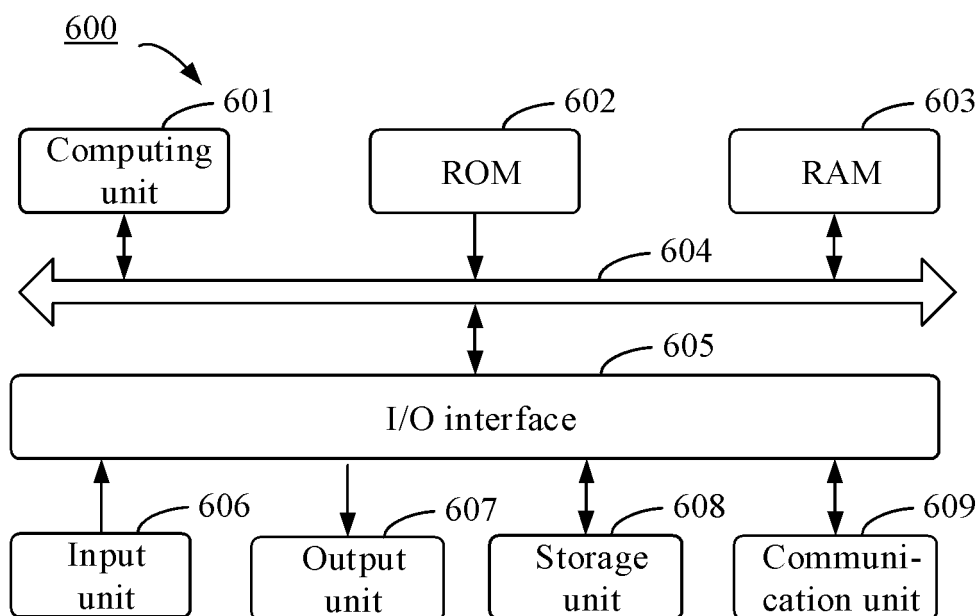 600
601
602
603
Computing
unit
ROM
RAM
604
605
I/O interface
606
607
608
609
Input
unit
Output
unit
Storage
unit
Communi-
cation unit